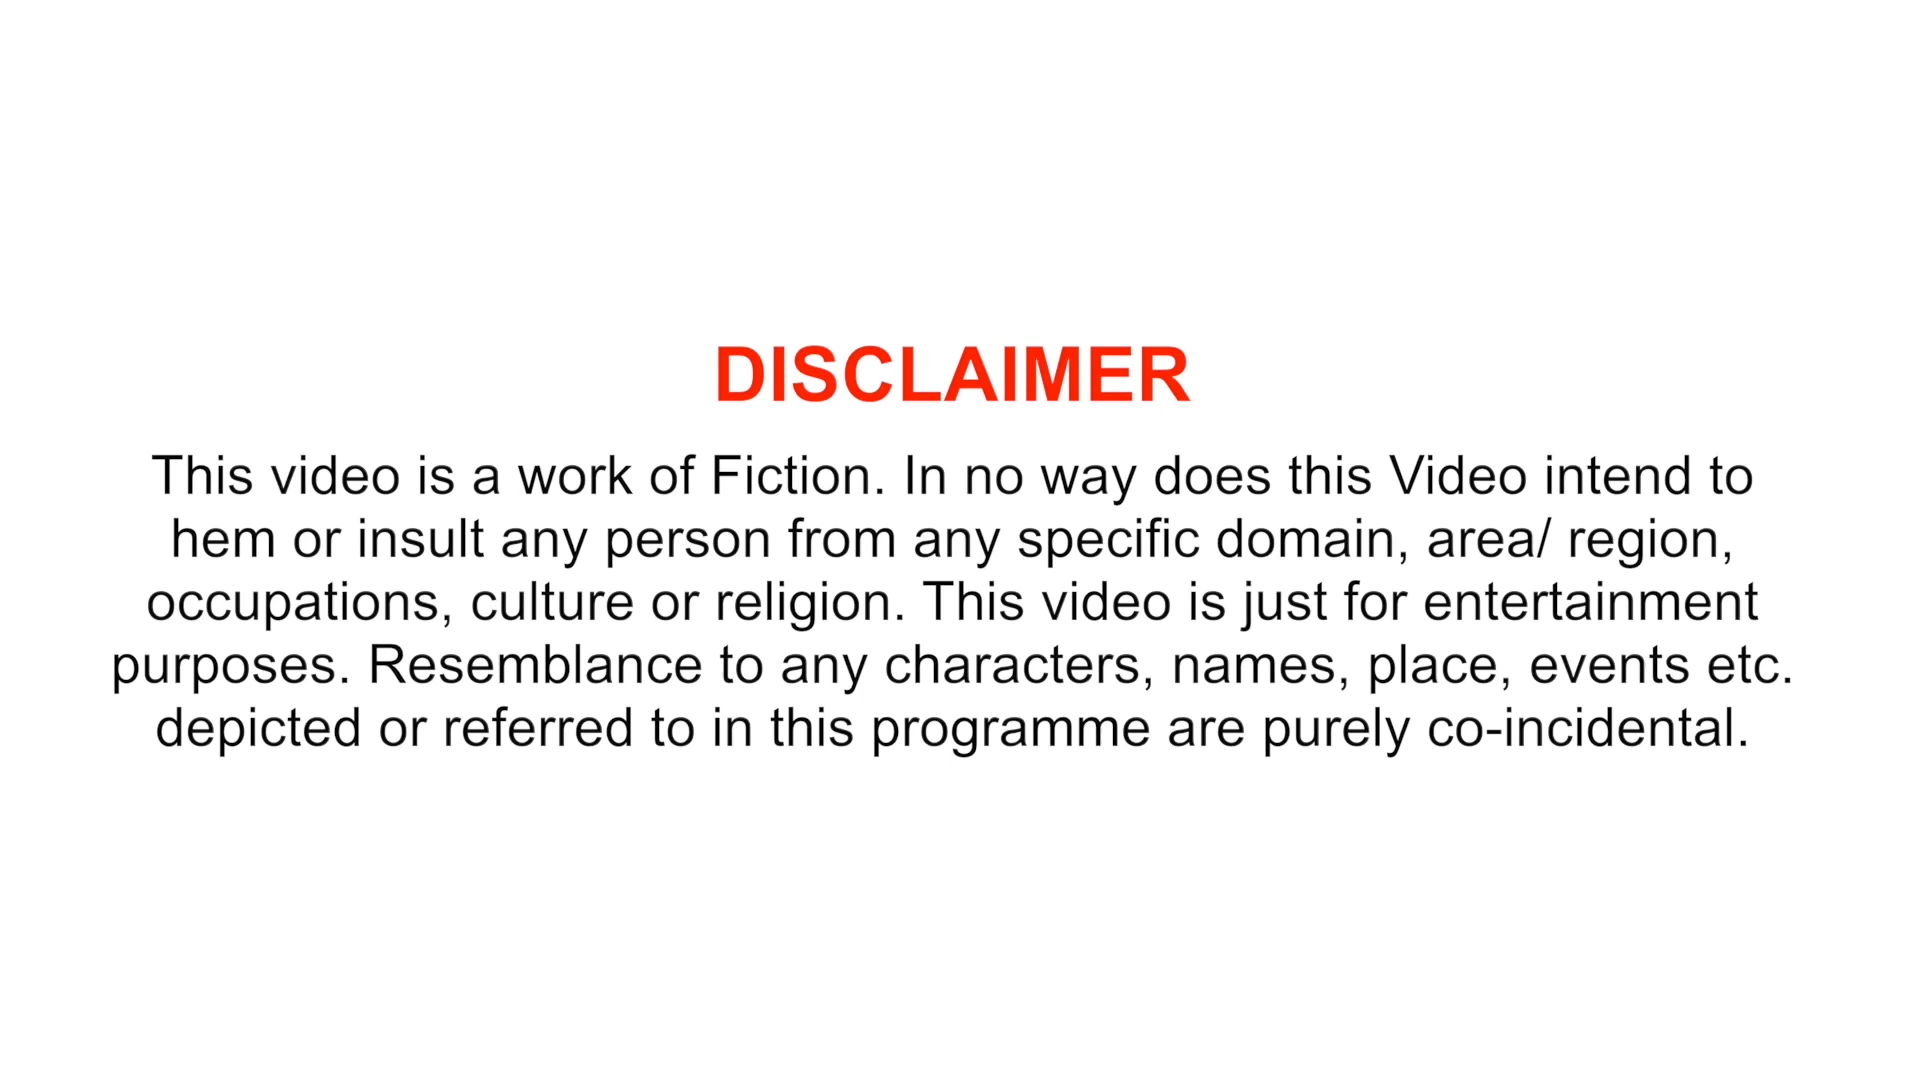 DISCLAIMER
This video is a work of Fiction. In no way does this Video intend to
hem or insult any person from any specific domain, area/ region,
occupations, culture or religion. This video is just for entertainment
purposes. Resemblance to any characters, names, place, events etc.
depicted or referred to in this programme are purely co-incidental.